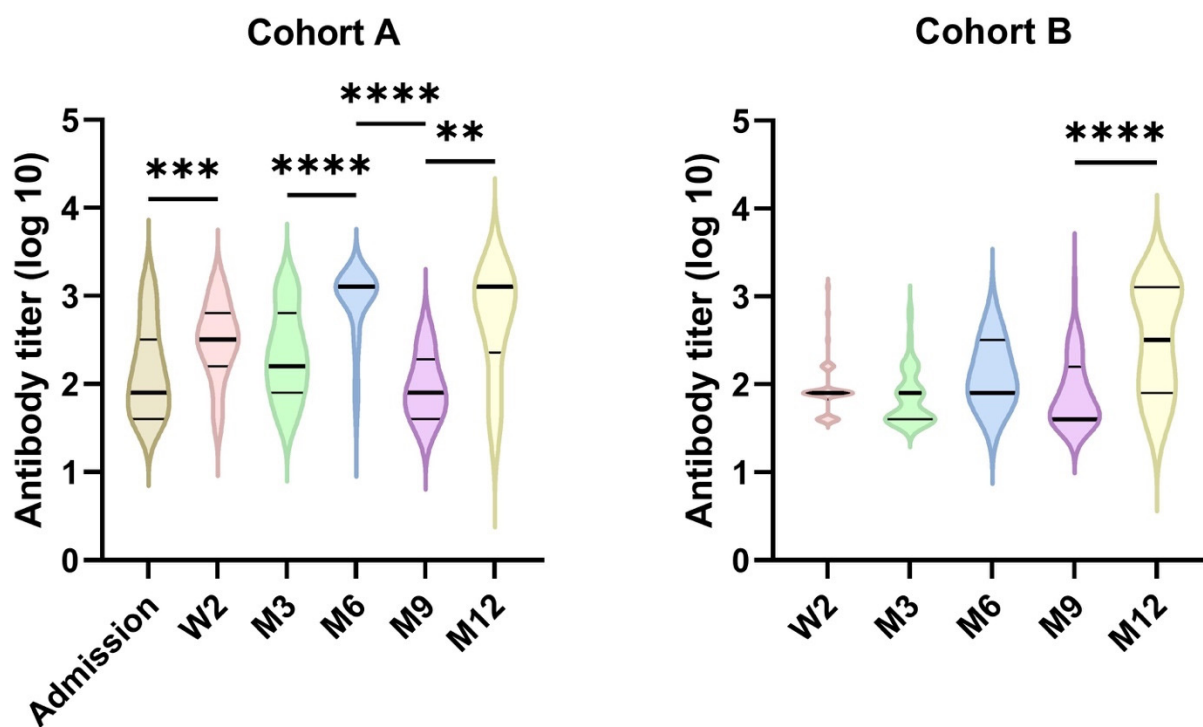 Cohort A
Antibody titer (log 10)
5
4
3
2
1
0
***
****
****
**
Admission
W2
M3
M6
M9
M12
Cohort B
Antibody titer (log 10)
5
4
3
2
1
0
****
W2
M3
M6
M9
M12